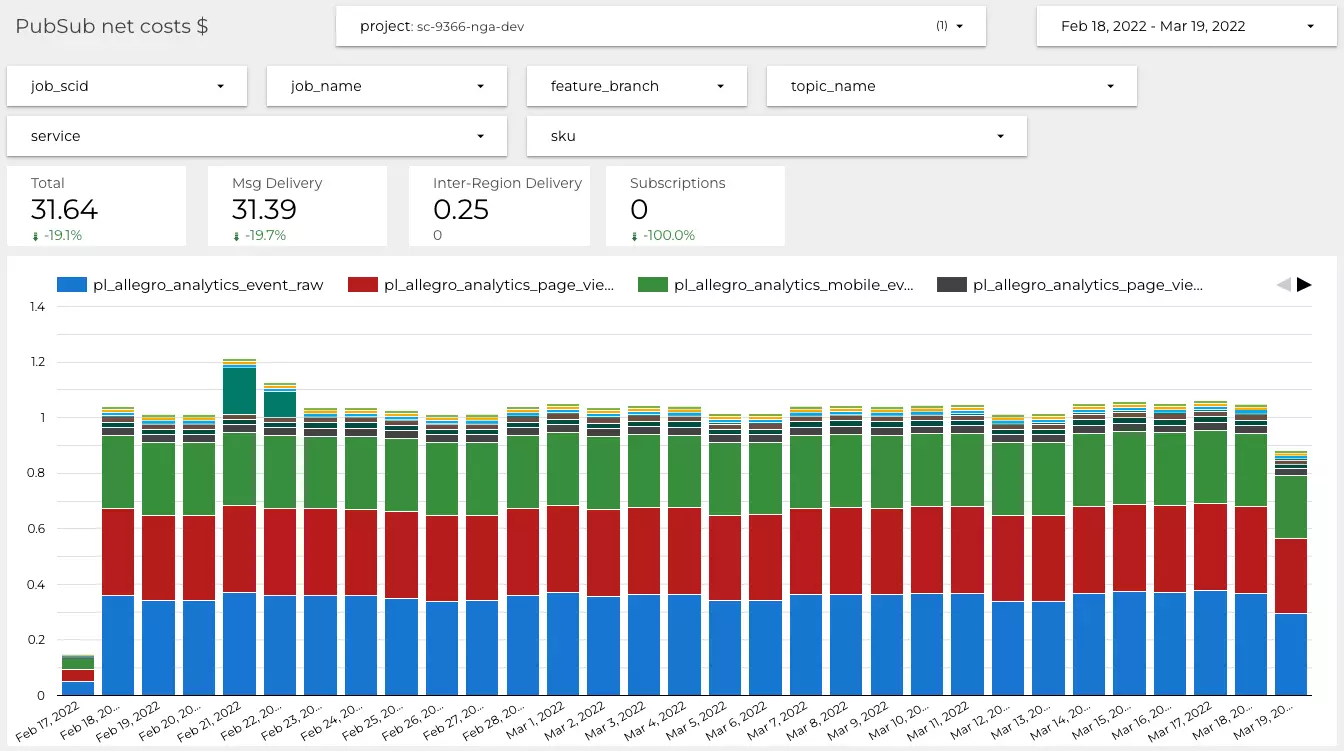 PubSub net costs $
project: sc-9366-nga-dev (1)
Feb 18, 2022 - Mar 19, 2022
job_scid
job_name
feature_branch
topic_name
service
sku
Total
31.64
-19.1%
Msg Delivery
31.39
-19.7%
Inter-Region Delivery
0.25
0
Subscriptions
0
-100.0%
pl_allegro_analytics_event_raw
pl_allegro_analytics_page_vie...
pl_allegro_analytics_mobile_ev...
pl_allegro_analytics_page_vie...
1.4
1.2
1
0.8
0.6
0.4
0.2
0
Feb 17, 2022
Feb 18, 20...
Feb 19, 2022
Feb 20, 20...
Feb 21, 2022
Feb 22, 20...
Feb 23, 20...
Feb 24, 20...
Feb 25, 20...
Feb 26, 20...
Feb 27, 20...
Feb 28, 20...
Mar 1, 2022
Mar 2, 2022
Mar 3, 2022
Mar 4, 2022
Mar 5, 2022
Mar 6, 2022
Mar 7, 2022
Mar 8, 2022
Mar 9, 2022
Mar 10, 20...
Mar 11, 2022
Mar 12, 20...
Mar 13, 20...
Mar 14, 20...
Mar 15, 20...
Mar 16, 20...
Mar 17, 2022
Mar 18, 20...
Mar 19, 20...